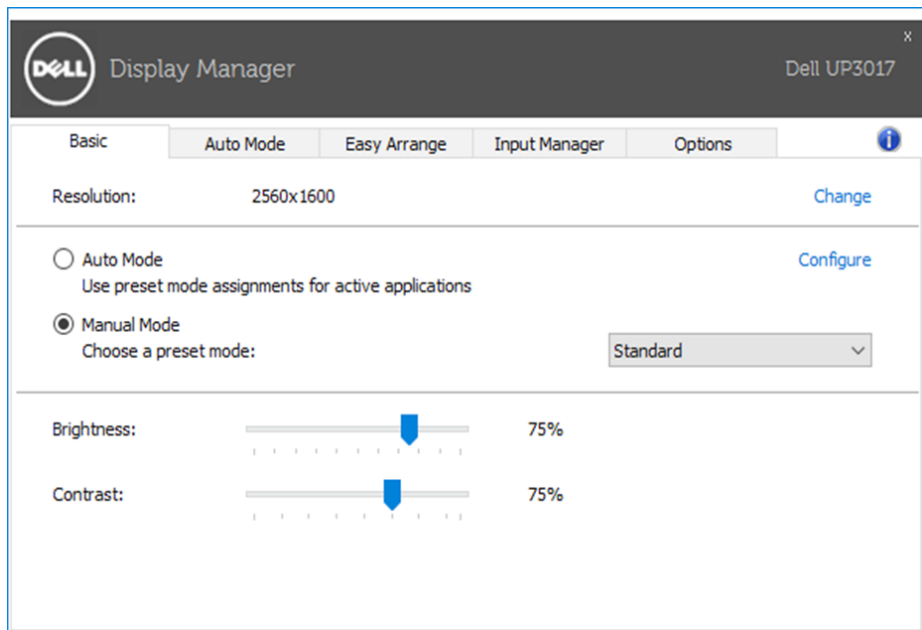 x
DELL Display Manager Dell UP3017
Basic Auto Mode Easy Arrange Input Manager Options i
Resolution: 2560x1600 Change
Auto Mode Configure
Use preset mode assignments for active applications
Manual Mode
Choose a preset mode: Standard
Brightness: 75%
Contrast: 75%